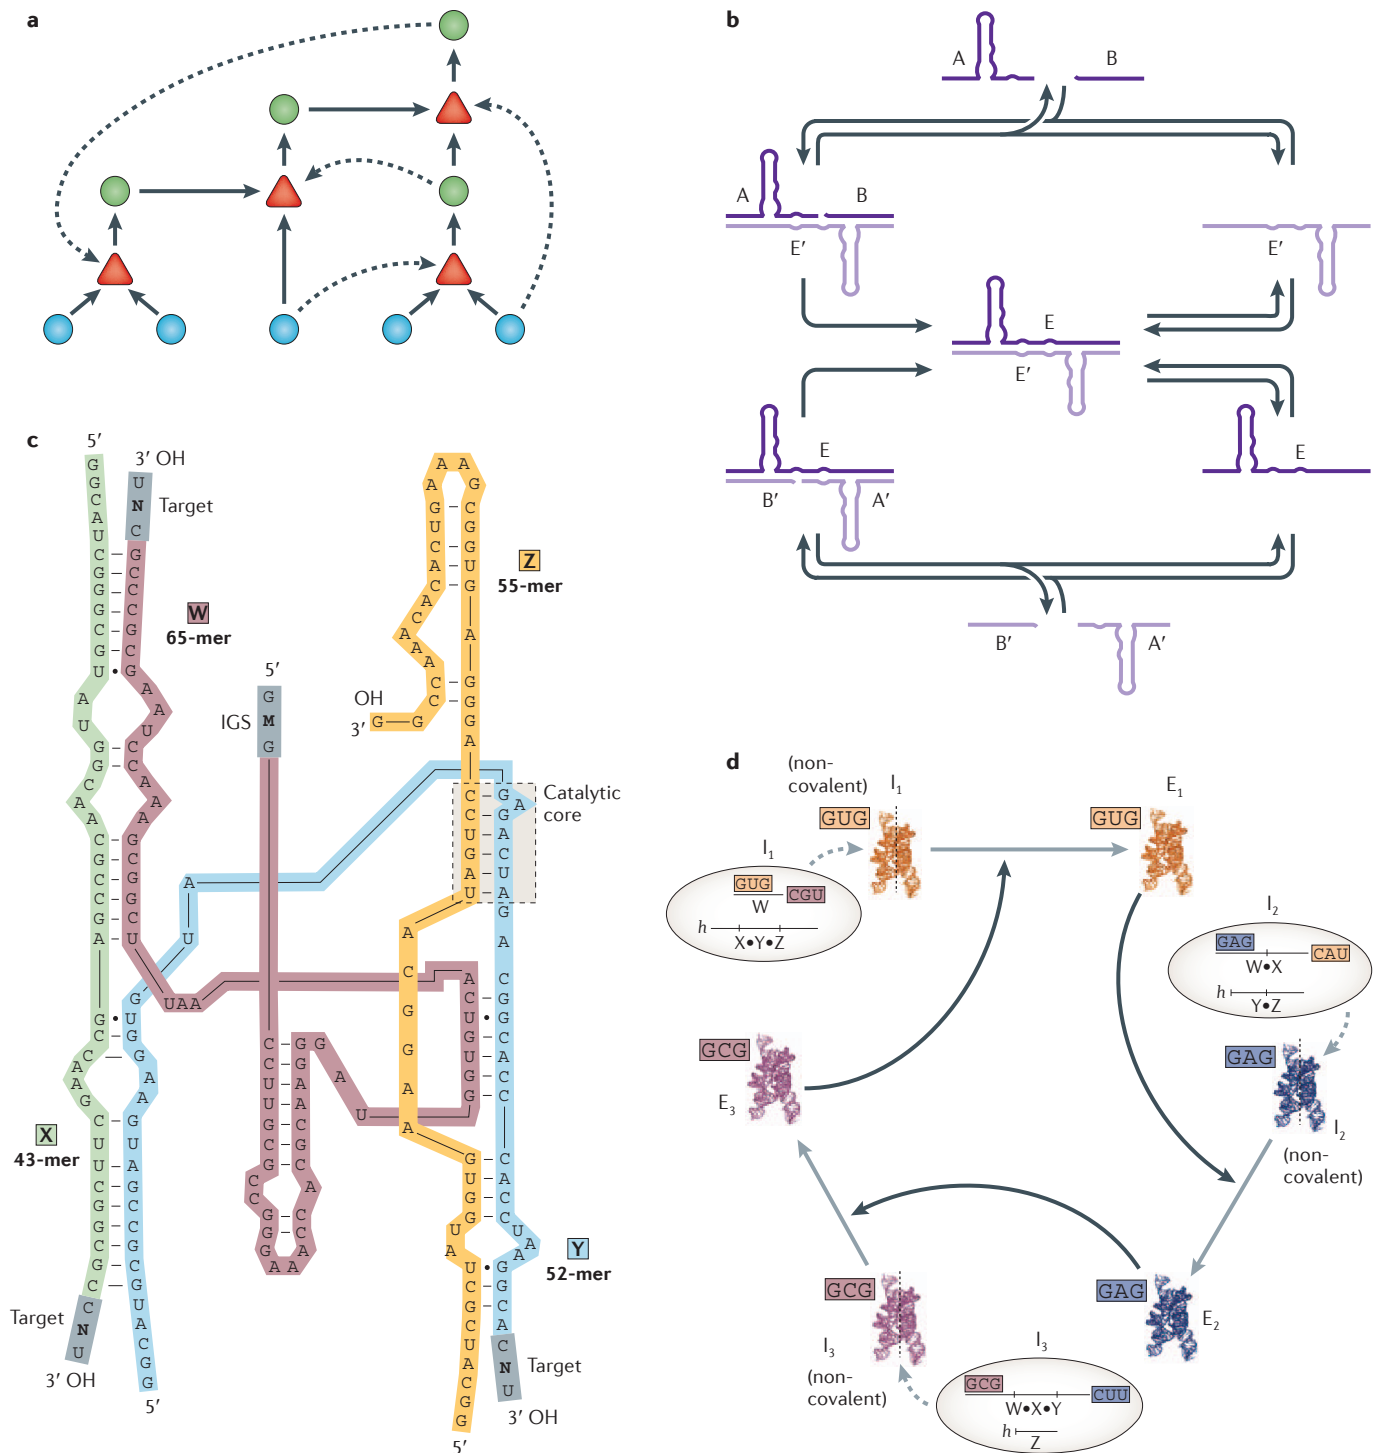 a
b
A
B
A
B
E′
E′
E
E′
E
B′
A′
E
B′
A′
c
5′
G G C A U C G G G C G U A U G G C A A C G C C G A G C C A A G C U U C G G C G C C N U
Target
3′ OH
X
43-mer
3′ OH
U N C
Target
G C C C G C G A A U C C A A A G C G G C U UAA
A C U G U G G
U A G
G A A C G C A C C A A A G G G C C G C G U U C C
W
65-mer
5′
G M G
IGS
A A G C G G U G A G G G A C C U G A U A C G G A A G U G G U A U C G C U A C G G
5′
A G U C A C A C A A A C C G G
OH
3′
Z
55-mer
Catalytic
core
G G A A C U A G A C G G C A C C C A C C U A A G G C A C N U
Target
3′ OH
A U G U G G A A G U A G C C G C G U A C G G
5′
Y
52-mer
d
(non-
covalent)
I1
GUG
E1
GUG
I1
GUG
CGU
W
h
X•Y•Z
I2
GAG
CAU
W•X
h
Y•Z
GAG
I2
(non-
covalent)
GCG
E3
GCG
I3
(non-
covalent)
GAG
E2
I3
GCG
CUU
W•X•Y
h
Z